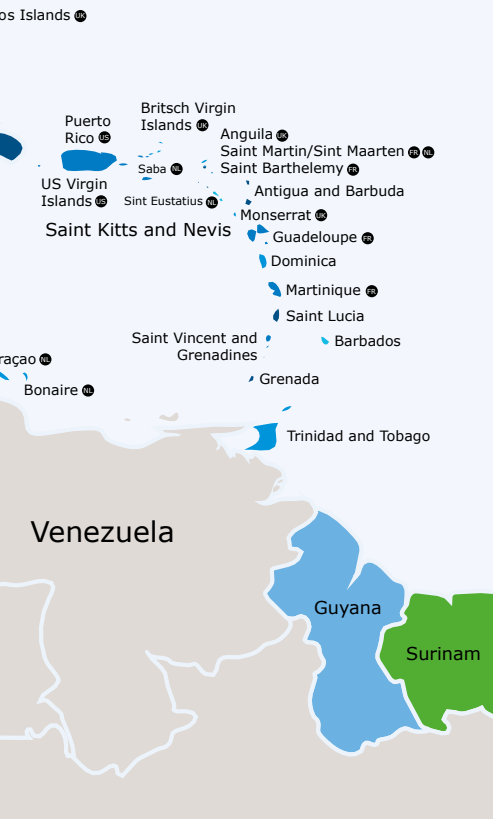 os Islands UK
Britsch Virgin
Islands UK
Puerto
Rico US
Anguila UK
Saint Martin/Sint Maarten FR NL
Saba NL
Saint Barthelemy FR
US Virgin
Islands US
Antigua and Barbuda
Sint Eustatius NL
Monserrat UK
Saint Kitts and Nevis
Guadeloupe FR
Dominica
Martinique FR
Saint Lucia
Saint Vincent and
Grenadines
Barbados
raçao NL
Grenada
Bonaire NL
Trinidad and Tobago
Venezuela
Guyana
Surinam